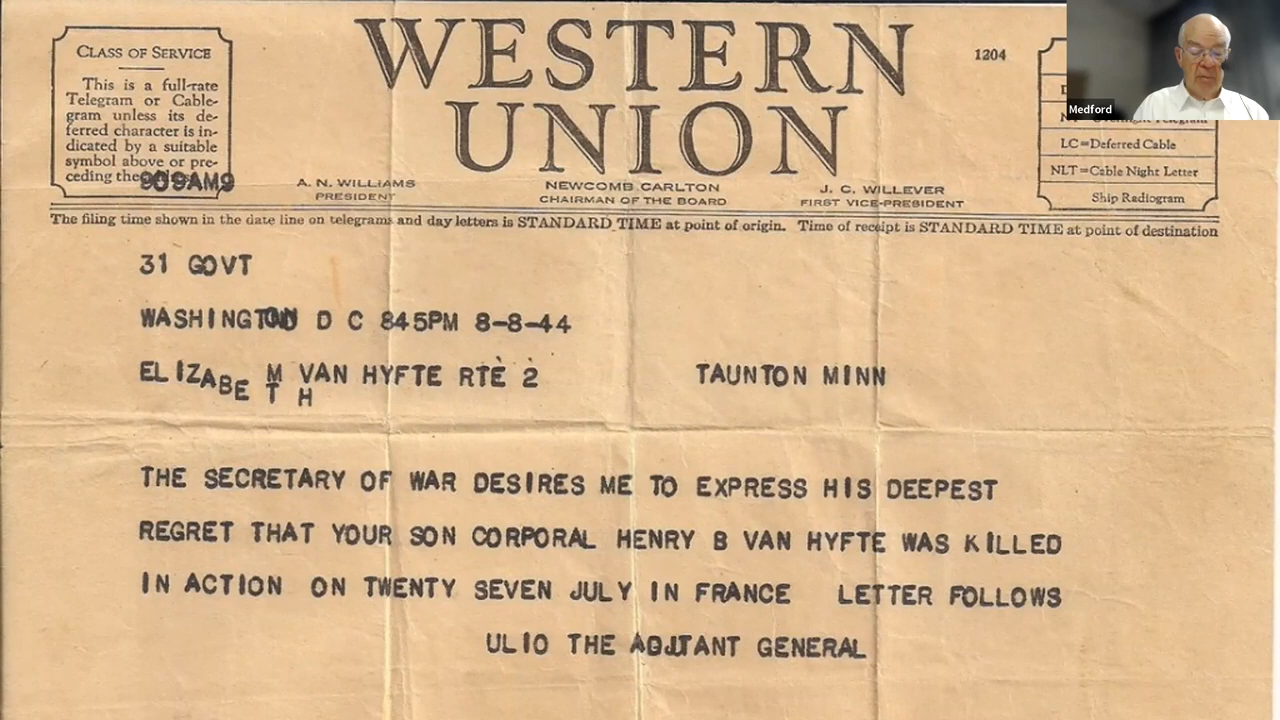 CLASS OF SERVICE
This is a full-rate
Telegram or Cable-
gram unless its de-
ferred character is in-
dicated by a suitable
symbol above or pre-
ceding the
909AM9
WESTERN
UNION
1204
A. N. WILLIAMS
PRESIDENT
NEWCOMB CARLTON
CHAIRMAN OF THE BOARD
J. C. WILLEVER
FIRST VICE-PRESIDENT
Medford
LC=Deferred Cable
NLT=Cable Night Letter
Ship Radiogram
The filing time shown in the date line on telegrams and day letters is STANDARD TIME at point of origin. Time of receipt is STANDARD TIME at point of destination
31 GOVT
WASHINGTON D C 845PM 8-8-44
ELIZABETH M VAN HYFTE RTE 2 TAUNTON MINN
THE SECRETARY OF WAR DESIRES ME TO EXPRESS HIS DEEPEST
REGRET THAT YOUR SON CORPORAL HENRY B VAN HYFTE WAS KILLED
IN ACTION ON TWENTY SEVEN JULY IN FRANCE LETTER FOLLOWS
ULIO THE ADJUTANT GENERAL